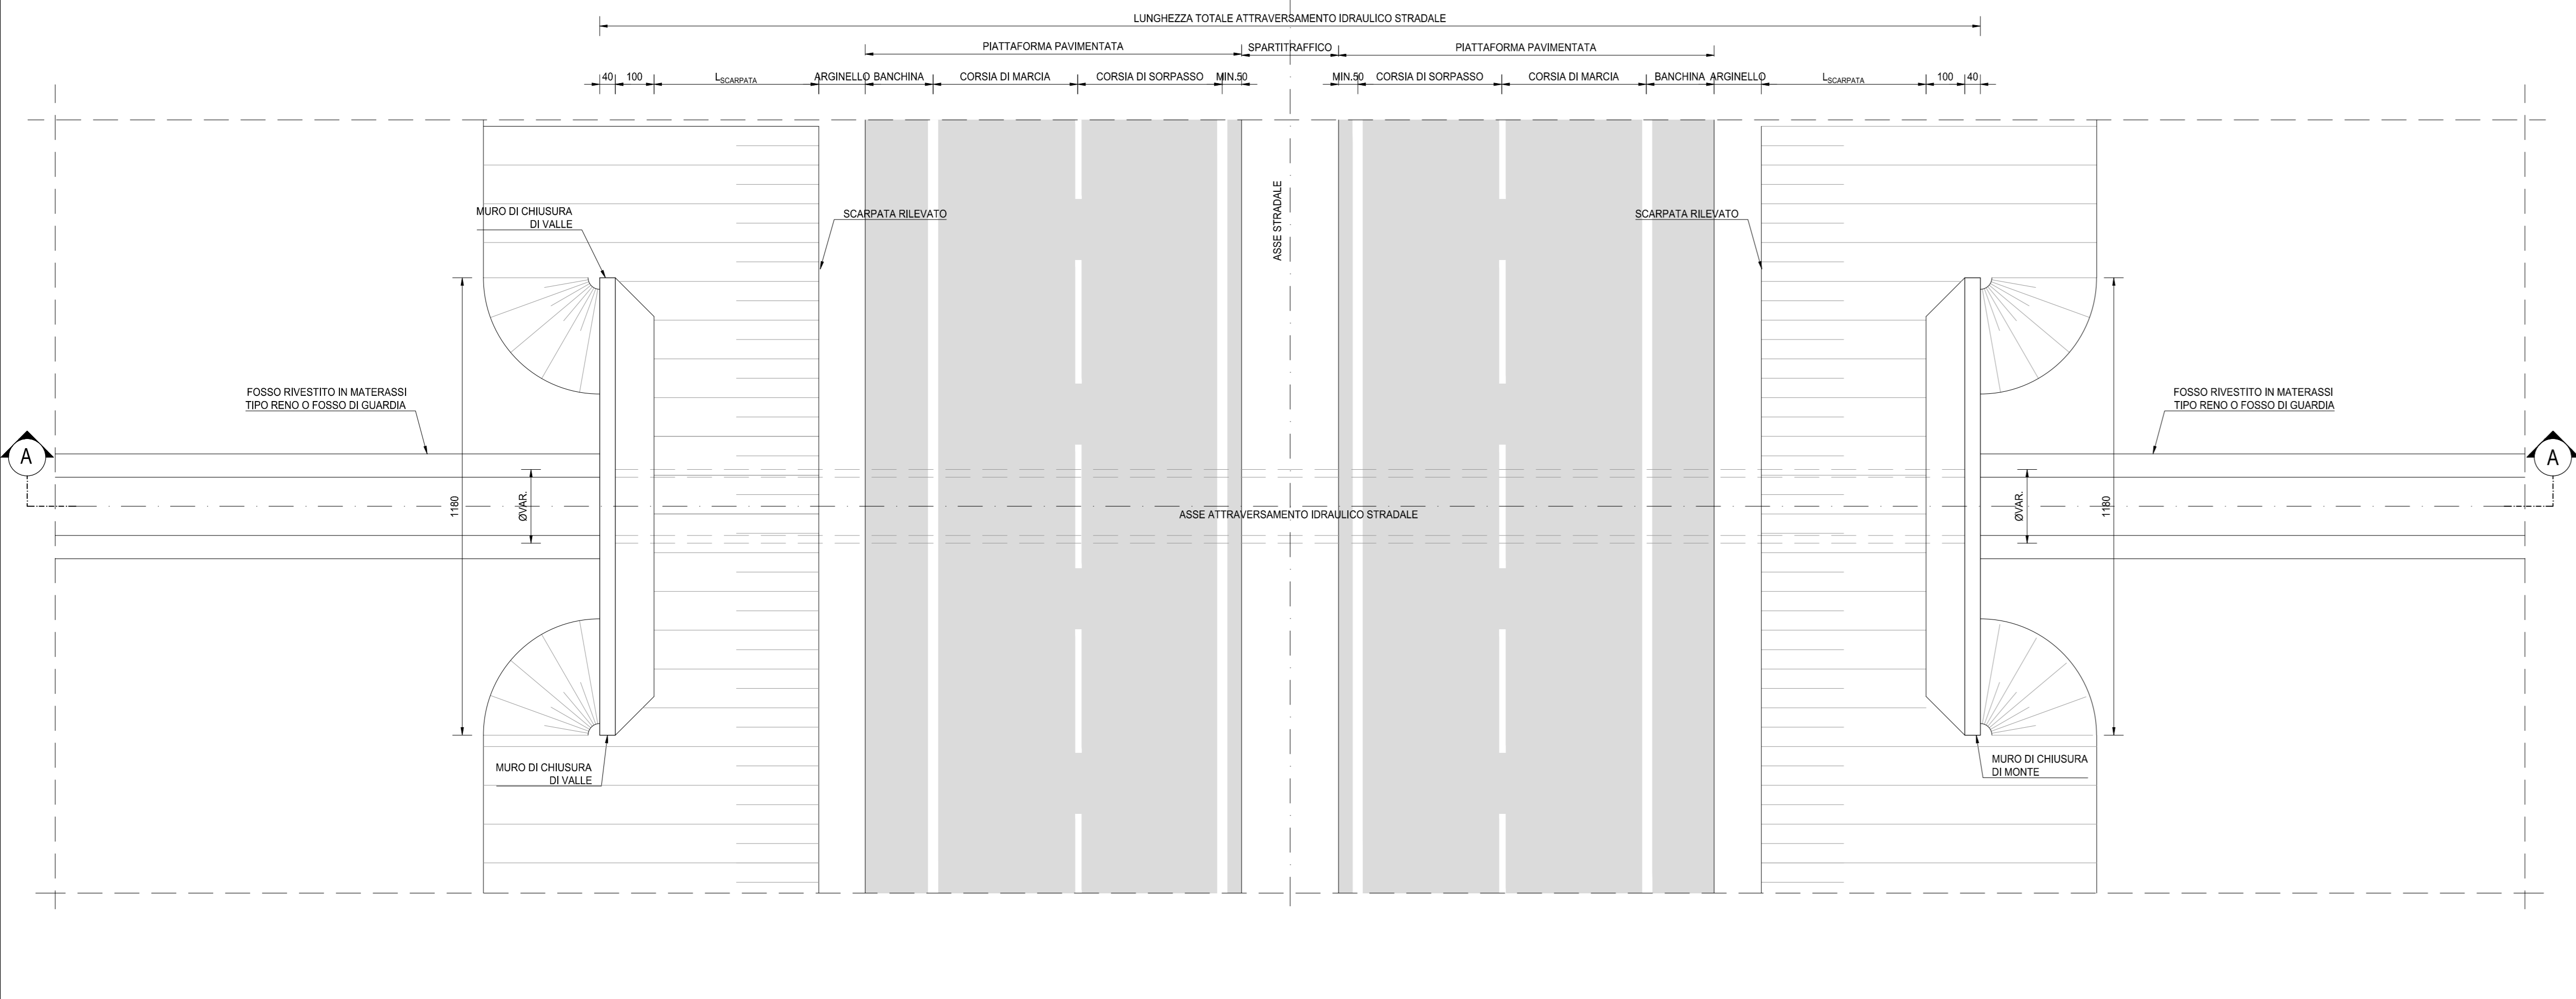 LUNGHEZZA TOTALE ATTRAVERSAMENTO IDRAULICO STRADALE
PIATTAFORMA PAVIMENTATA
SPARTITRAFFICO
PIATTAFORMA PAVIMENTATA
40
100
LSCARPATA
ARGINELLO
BANCHINA
CORSIA DI MARCIA
CORSIA DI SORPASSO
MIN.50
MIN.50
CORSIA DI SORPASSO
CORSIA DI MARCIA
BANCHINA
ARGINELLO
LSCARPATA
100
40
MURO DI CHIUSURA
DI VALLE
SCARPATA RILEVATO
ASSE STRADALE
SCARPATA RILEVATO
FOSSO RIVESTITO IN MATERASSI
TIPO RENO O FOSSO DI GUARDIA
FOSSO RIVESTITO IN MATERASSI
TIPO RENO O FOSSO DI GUARDIA
A
1180
ØVAR.
ASSE ATTRAVERSAMENTO IDRAULICO STRADALE
ØVAR.
1180
A
MURO DI CHIUSURA
DI VALLE
MURO DI CHIUSURA
DI MONTE